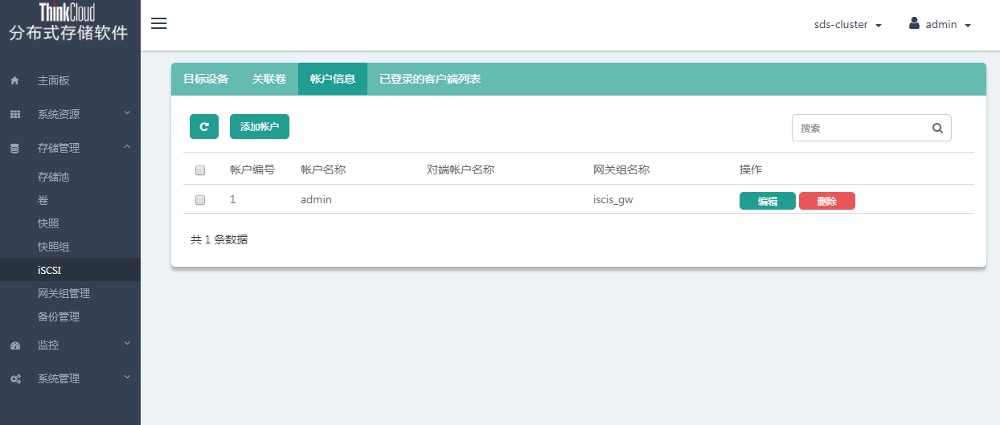 ThinkCloud
分布式存储软件
sds-cluster
admin
主面板
系统资源
存储管理
存储池
卷
快照
快照组
iSCSI
网关组管理
备份管理
监控
系统管理
目标设备 关联卷 帐户信息 已登录的客户端列表
添加帐户
搜索
帐户编号 帐户名称 对端帐户名称 网关组名称 操作
1 admin iscis_gw 编辑 删除
共 1 条数据